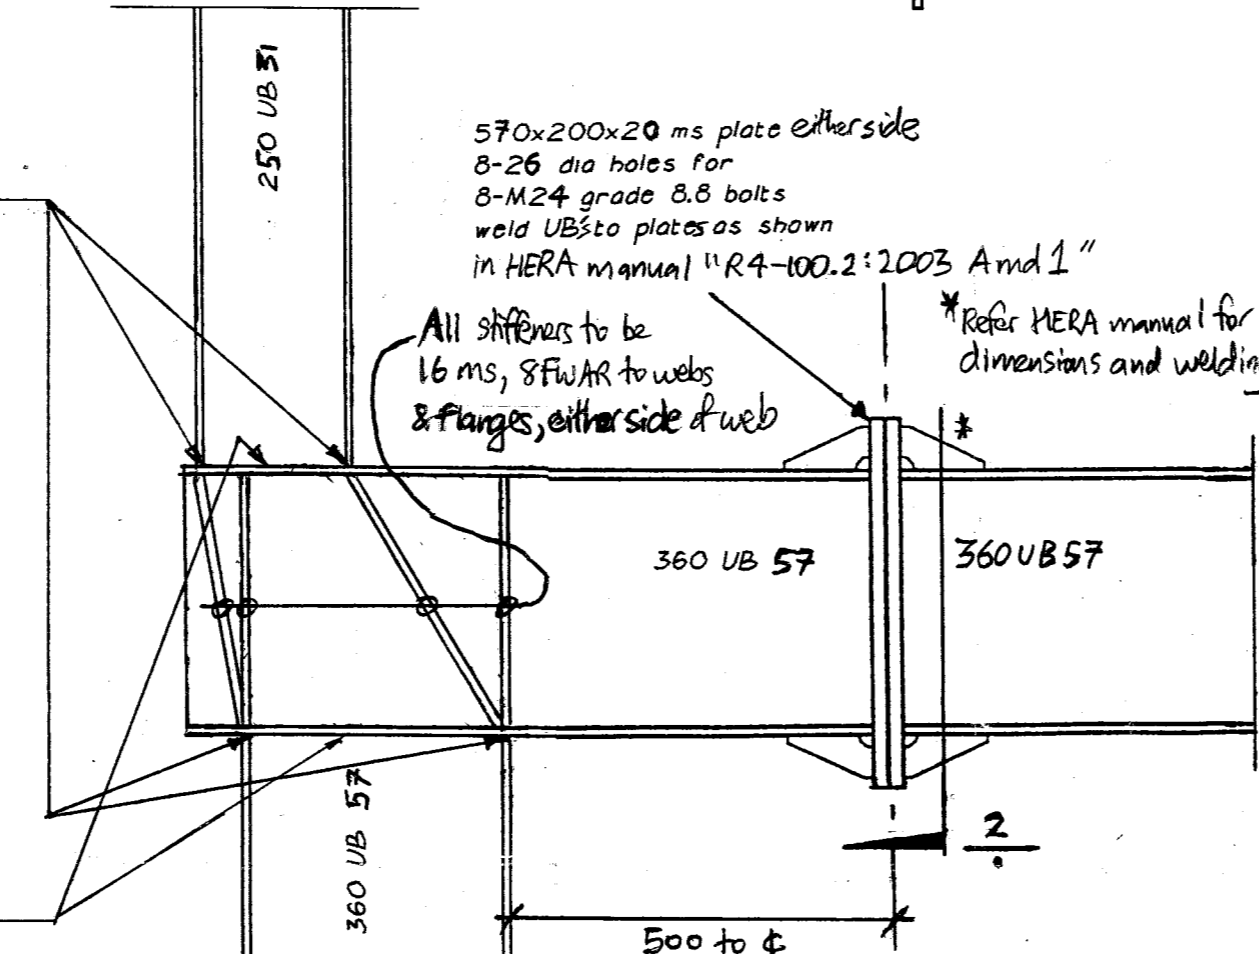 250 UB 31
570x200x20 ms plate either side
8-26 dia holes for
8-M24 grade 8.8 bolts
weld UB's to plates as shown
in HERA manual "R4-100.2:2003 Amd 1"
*Refer HERA manual for
dimensions and weldin
All stiffeners to be
16 ms, 8FWAR to webs
& flanges, either side of web
*
360 UB 57
360 UB 57
360 UB 57
2
500 to ℄